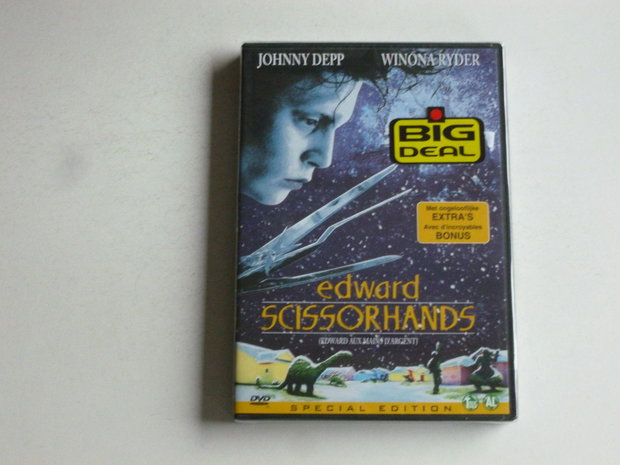 JOHNNY DEPP WINONA RYDER
BIG
DEAL
Met ongelooflijke
EXTRA'S
Avec d'incroyables
BONUS
edward
SCISSORHANDS
(EDWARD AUX MAINS D'ARGENT)
DVD
AL
SPECIAL EDITION